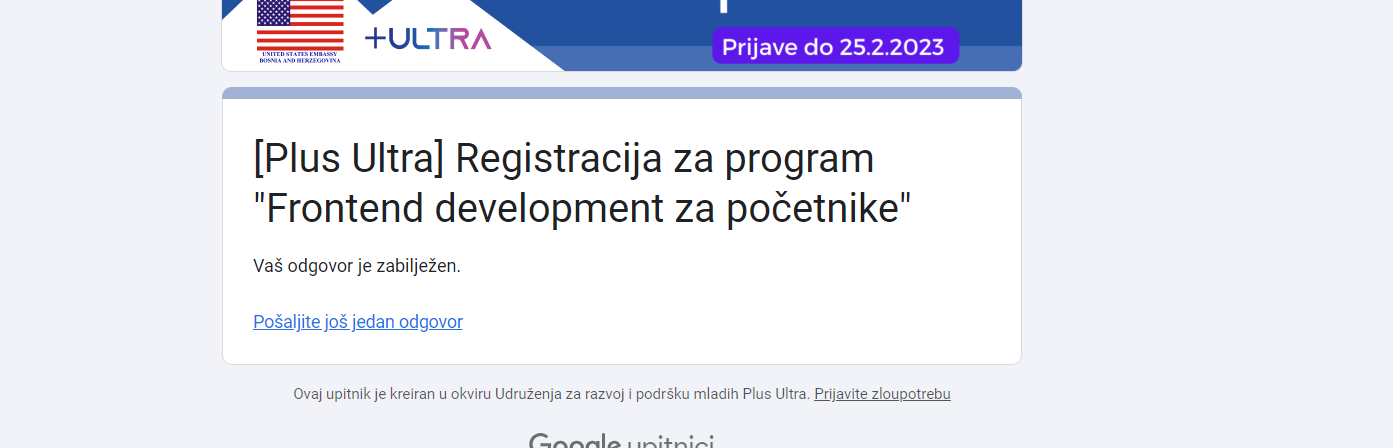 UNITED STATES EMBASSY
BOSNIA AND HERZEGOVINA
+ULTRA
Prijave do 25.2.2023
[Plus Ultra] Registracija za program
"Frontend development za početnike"
Vaš odgovor je zabilježen.
Pošaljite još jedan odgovor
Ovaj upitnik je kreiran u okviru Udruženja za razvoj i podršku mladih Plus Ultra. Prijavite zloupotrebu
Google upitnici